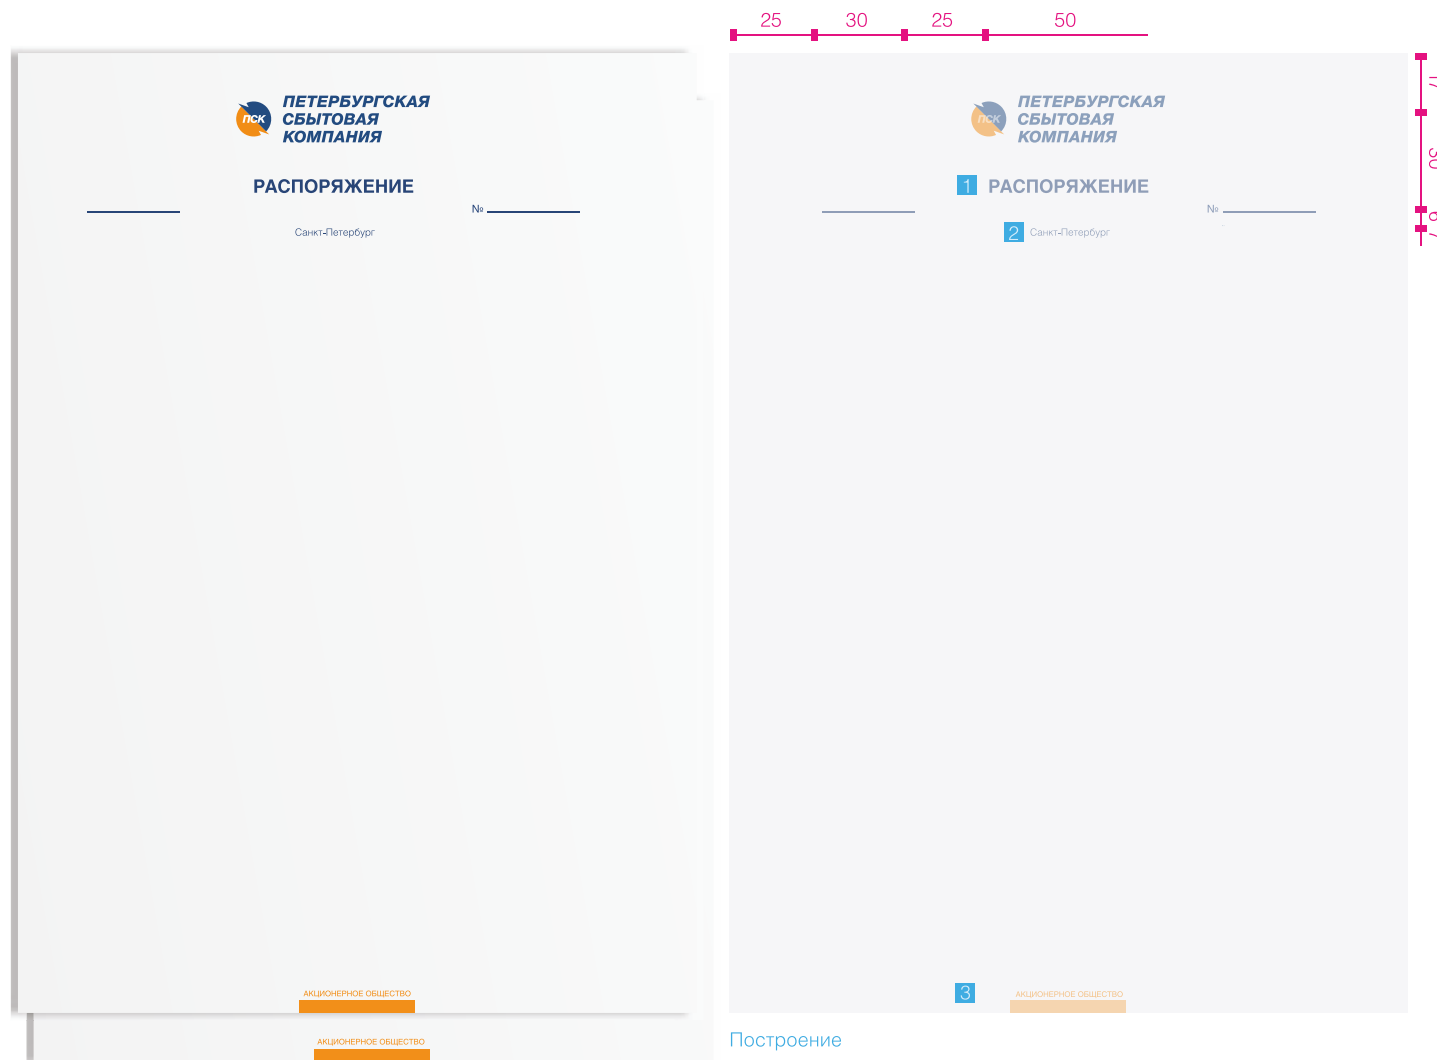 25 30 25 50
ПСК
ПЕТЕРБУРГСКАЯ
СБЫТОВАЯ
КОМПАНИЯ
РАСПОРЯЖЕНИЕ
№
Санкт-Петербург
АКЦИОНЕРНОЕ ОБЩЕСТВО
АКЦИОНЕРНОЕ ОБЩЕСТВО
ПСК
ПЕТЕРБУРГСКАЯ
СБЫТОВАЯ
КОМПАНИЯ
1 РАСПОРЯЖЕНИЕ
№
2 Санкт-Петербург
3 АКЦИОНЕРНОЕ ОБЩЕСТВО
Построение